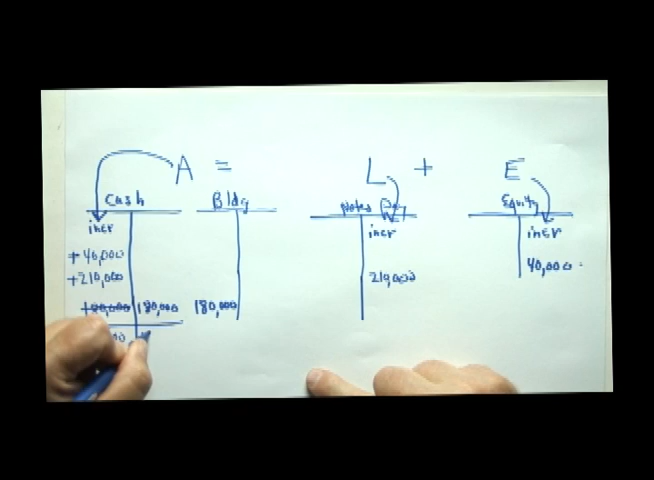 A = L + E
Cash Bldg Notes Pay Equity
incr incr incr
+40,000 40,000
+210,000 210,000
180,000 180,000 180,000